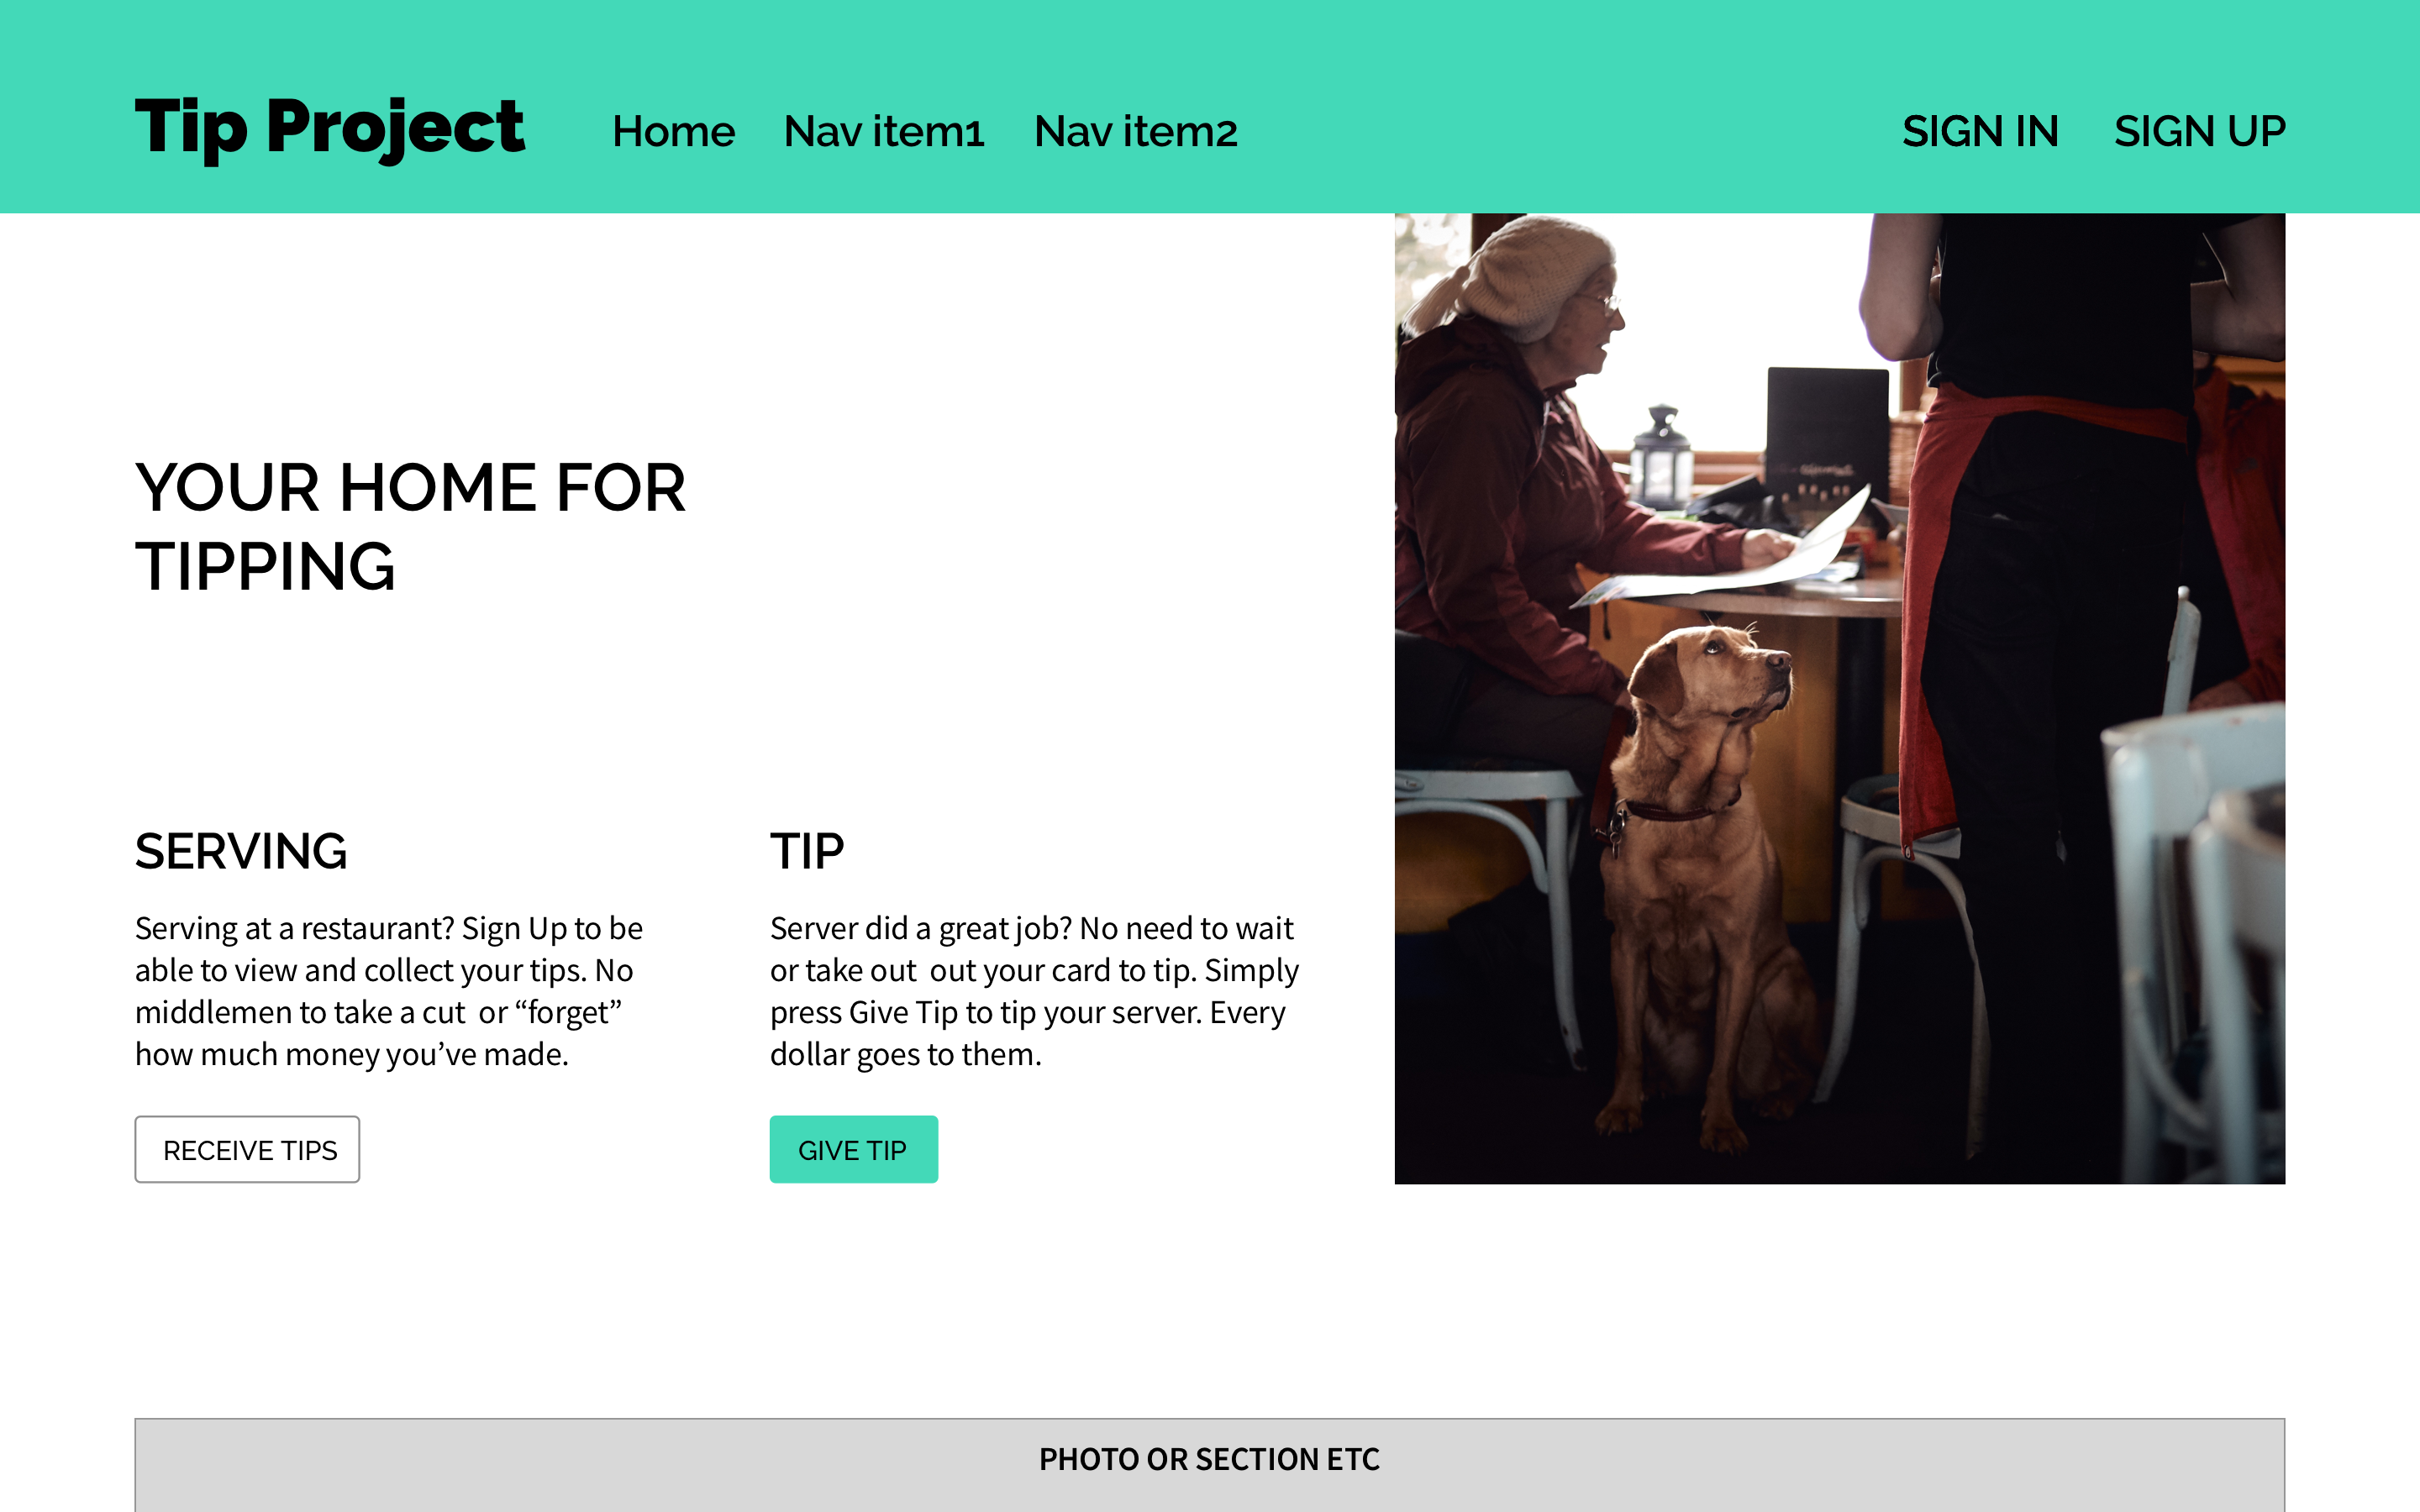 Tip Project
Home
Nav item1
Nav item2
SIGN IN
SIGN UP
YOUR HOME FOR
TIPPING
SERVING
Serving at a restaurant? Sign Up to be
able to view and collect your tips. No
middlemen to take a cut  or “forget”
how much money you’ve made.
RECEIVE TIPS
TIP
Server did a great job? No need to wait
or take out  out your card to tip. Simply
press Give Tip to tip your server. Every
dollar goes to them.
GIVE TIP
PHOTO OR SECTION ETC